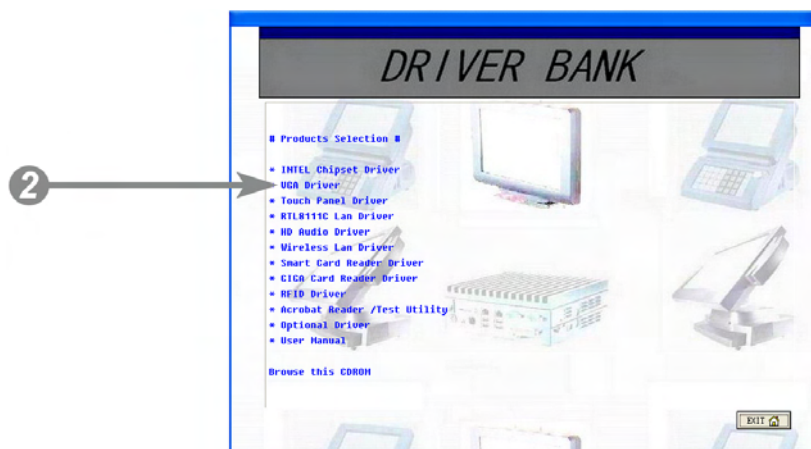 DRIVER BANK
# Products Selection #
* INTEL Chipset Driver
2
VGA Driver
* Touch Panel Driver
* RTL8111C Lan Driver
* HD Audio Driver
* Wireless Lan Driver
* Smart Card Reader Driver
* GIGA Card Reader Driver
* RFID Driver
* Acrobat Reader /Test Utility
* Optional Driver
* User Manual
Browse this CDROM
EXIT